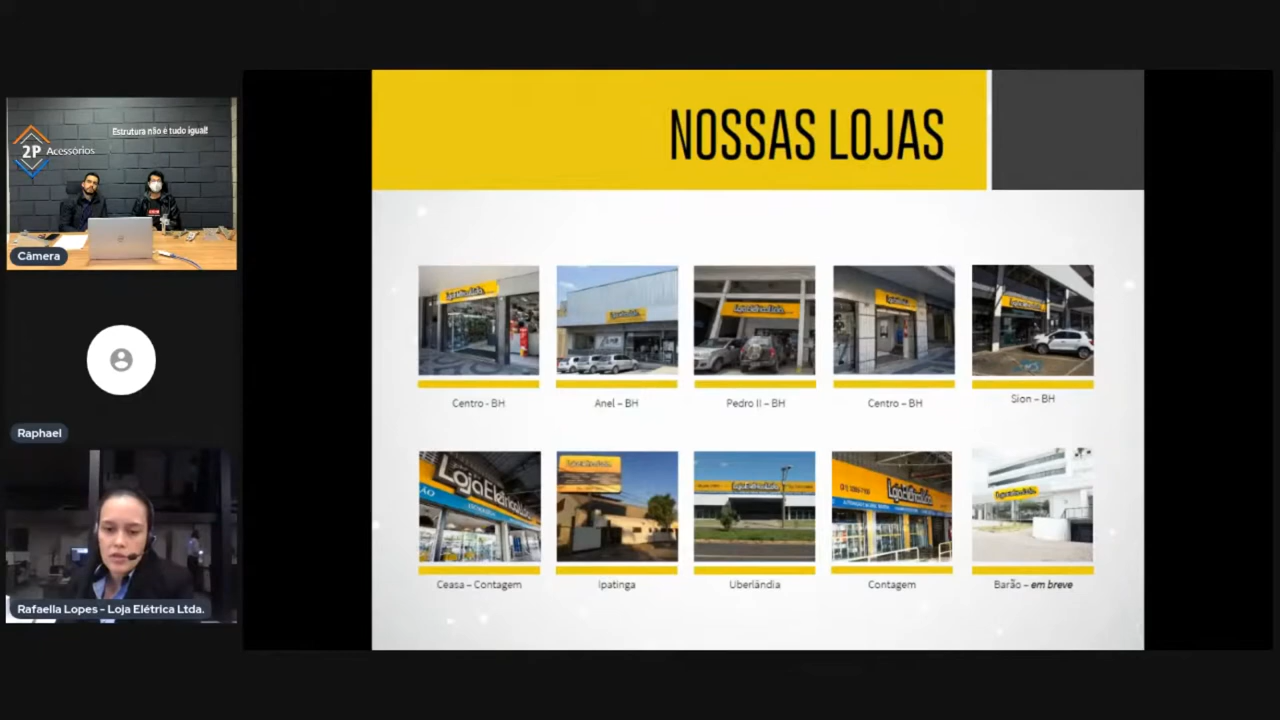 Estrutura não é tudo igual!
2P Acessórios
Câmera
Raphael
Rafaella Lopes - Loja Elétrica Ltda.
NOSSAS LOJAS
Centro - BH
Anel – BH
Pedro II – BH
Centro – BH
Sion – BH
Loja Elétrica Ltda.
Ceasa – Contagem
Ipatinga
Uberlândia
Contagem
Barão – em breve